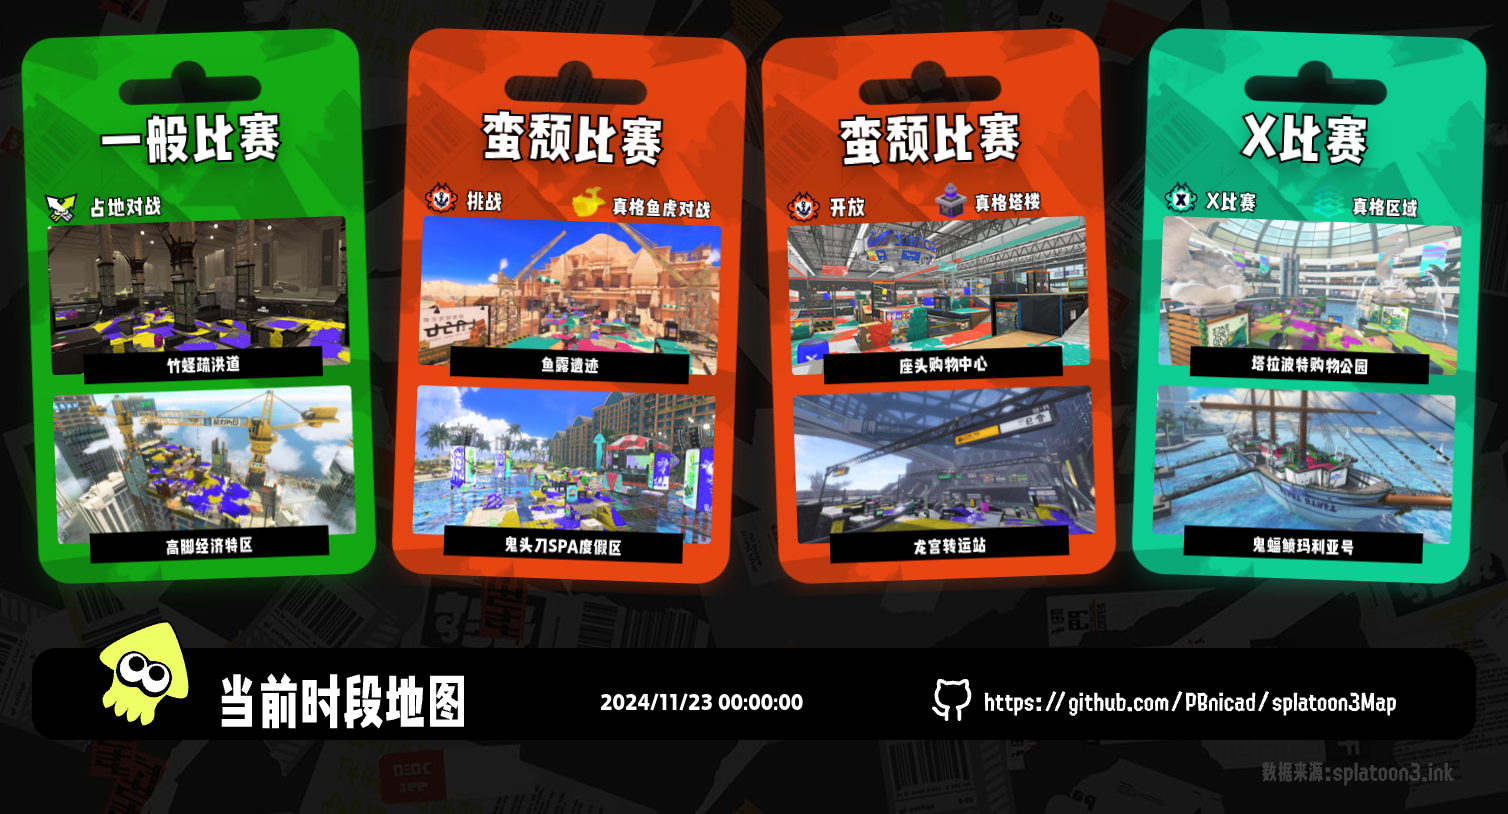 一般比赛
占地对战
竹蛏疏洪道
高脚经济特区
蛮颓比赛
挑战
真格鱼虎对战
鱼露遗迹
鬼头刀SPA度假区
蛮颓比赛
开放
真格塔楼
座头购物中心
龙宫转运站
X比赛
X比赛
真格区域
塔拉波特购物公园
鬼蝠鲼玛利亚号
当前时段地图
2024/11/23 00:00:00
https://github.com/PBnicad/splatoon3Map
数据来源:splatoon3.ink